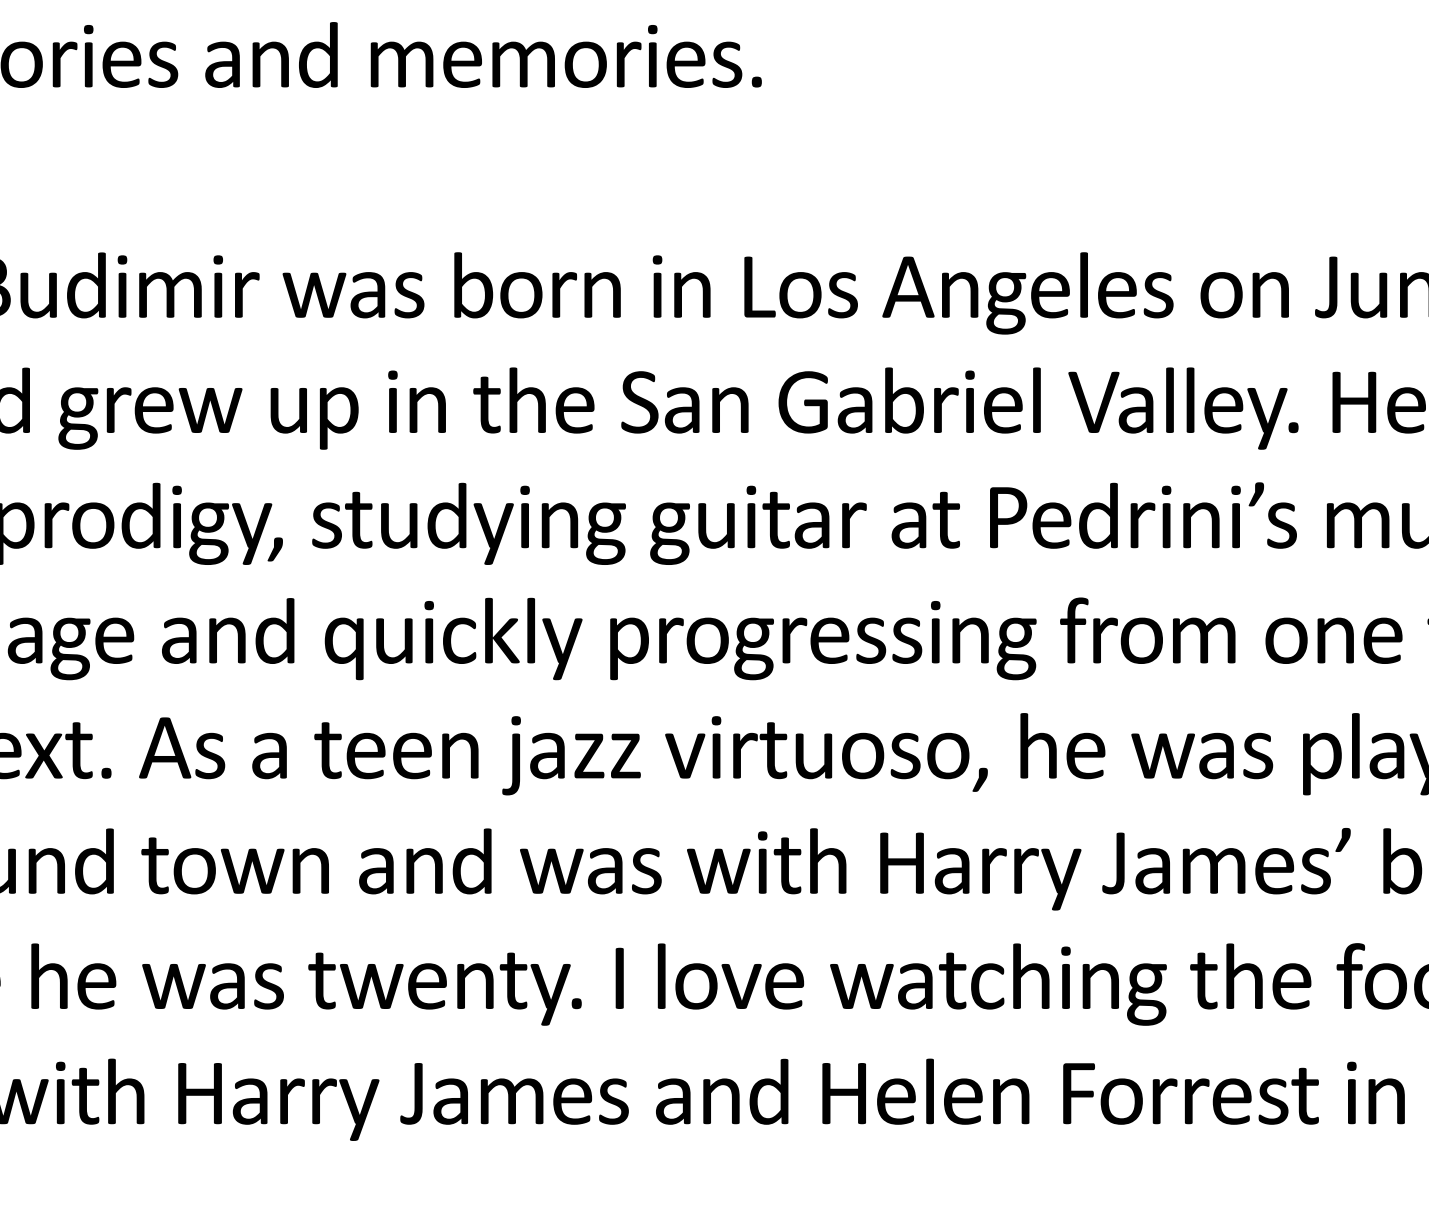 ories and memories.
Budimir was born in Los Angeles on Jun
d grew up in the San Gabriel Valley. He
prodigy, studying guitar at Pedrini’s mu
age and quickly progressing from one
ext. As a teen jazz virtuoso, he was play
und town and was with Harry James’ b
he was twenty. I love watching the foo
with Harry James and Helen Forrest in